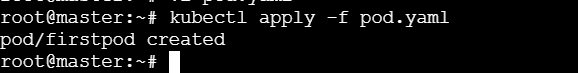 root@master:~# kubectl apply -f pod.yaml
pod/firstpod created
root@master:~#